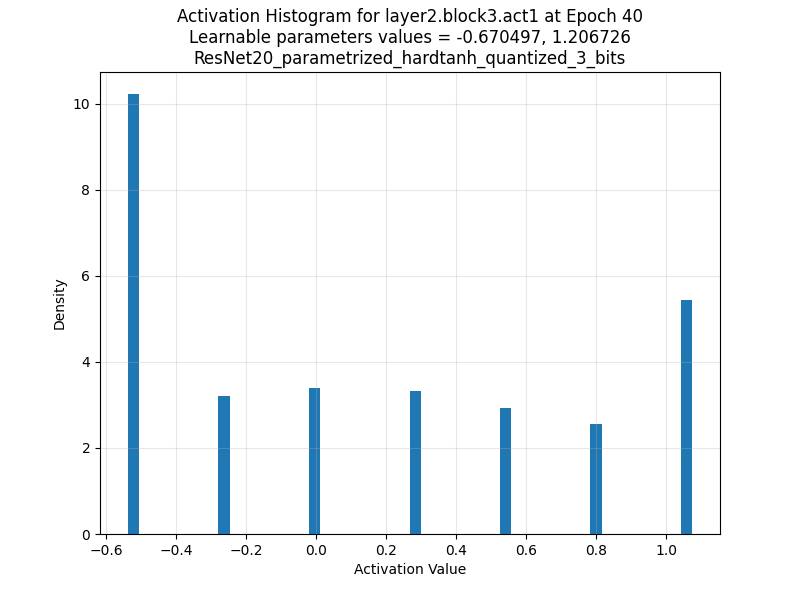 Activation Histogram for layer2.block3.act1 at Epoch 40
Learnable parameters values = -0.670497, 1.206726
ResNet20_parametrized_hardtanh_quantized_3_bits
10
8
6
4
2
0
Density
−0.6 −0.4 −0.2 0.0 0.2 0.4 0.6 0.8 1.0
Activation Value